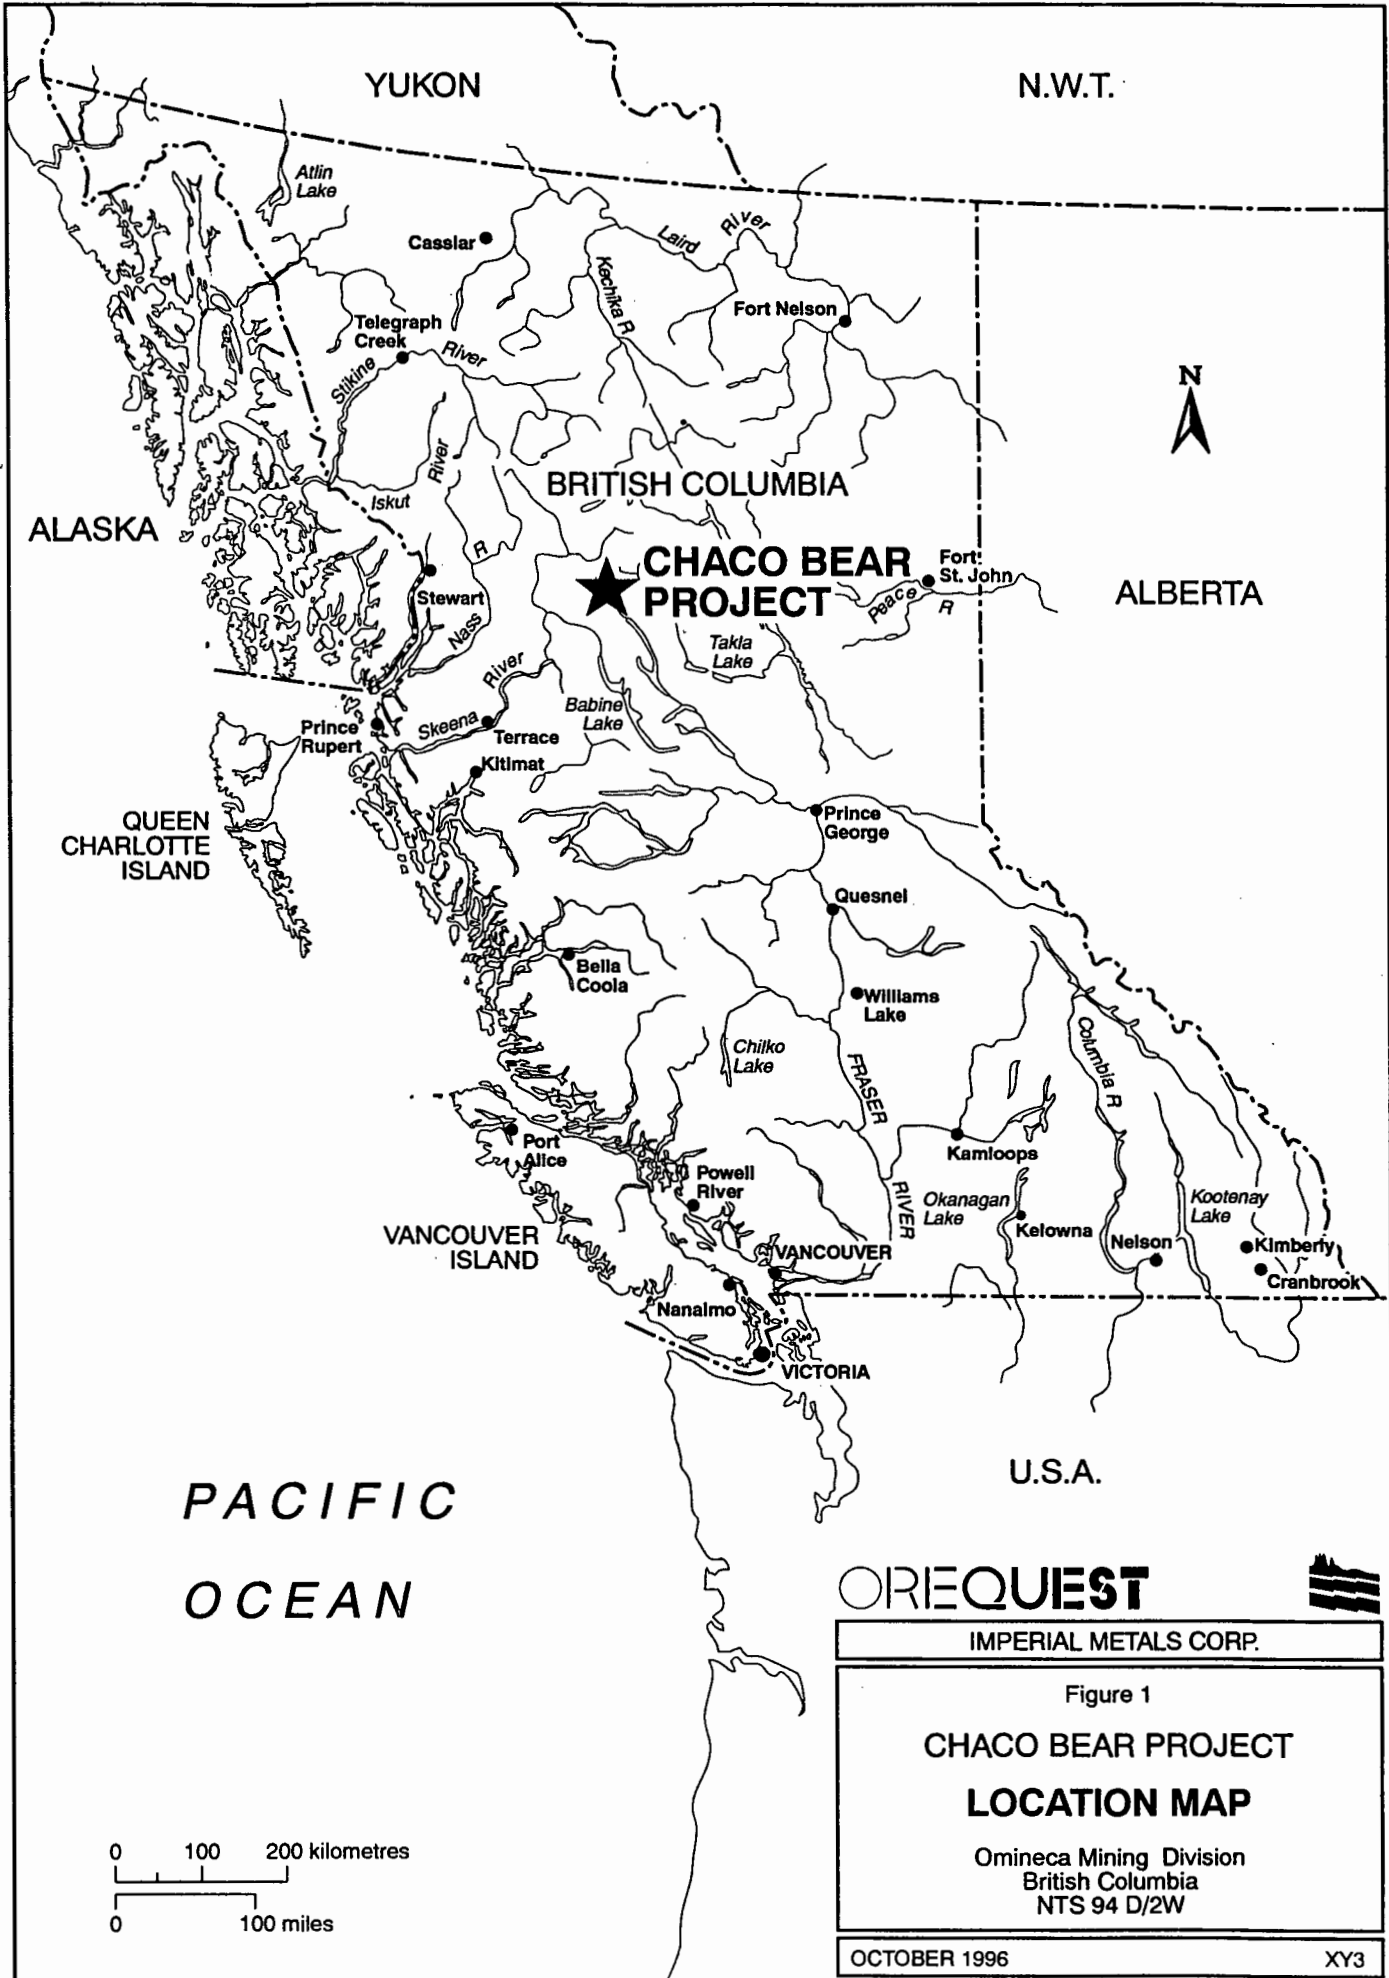 YUKON
N.W.T.
Atlin
Lake
Cassiar
Laird
River
Kechika R
Fort Nelson
Telegraph
Creek
Stikine
River
N
River
Iskut
BRITISH COLUMBIA
ALASKA
R
CHACO BEAR
PROJECT
Fort
St. John
Peace
R
ALBERTA
Stewart
Nass
Takla
Lake
River
Skeena
Babine
Lake
Prince
Rupert
Terrace
Kitimat
QUEEN
CHARLOTTE
ISLAND
Prince
George
Quesnel
Bella
Coola
Williams
Lake
Chilko
Lake
FRASER
RIVER
Columbia R
Port
Alice
Kamloops
Powell
River
Okanagan
Lake
Kootenay
Lake
VANCOUVER
ISLAND
Kelowna
Nelson
Kimberly
Cranbrook
VANCOUVER
Nanaimo
VICTORIA
U.S.A.
PACIFIC
OCEAN
OREQUEST
IMPERIAL METALS CORP.
Figure 1
CHACO BEAR PROJECT
LOCATION MAP
Omineca Mining Division
British Columbia
NTS 94 D/2W
OCTOBER 1996 XY3
0 100 200 kilometres
0 100 miles